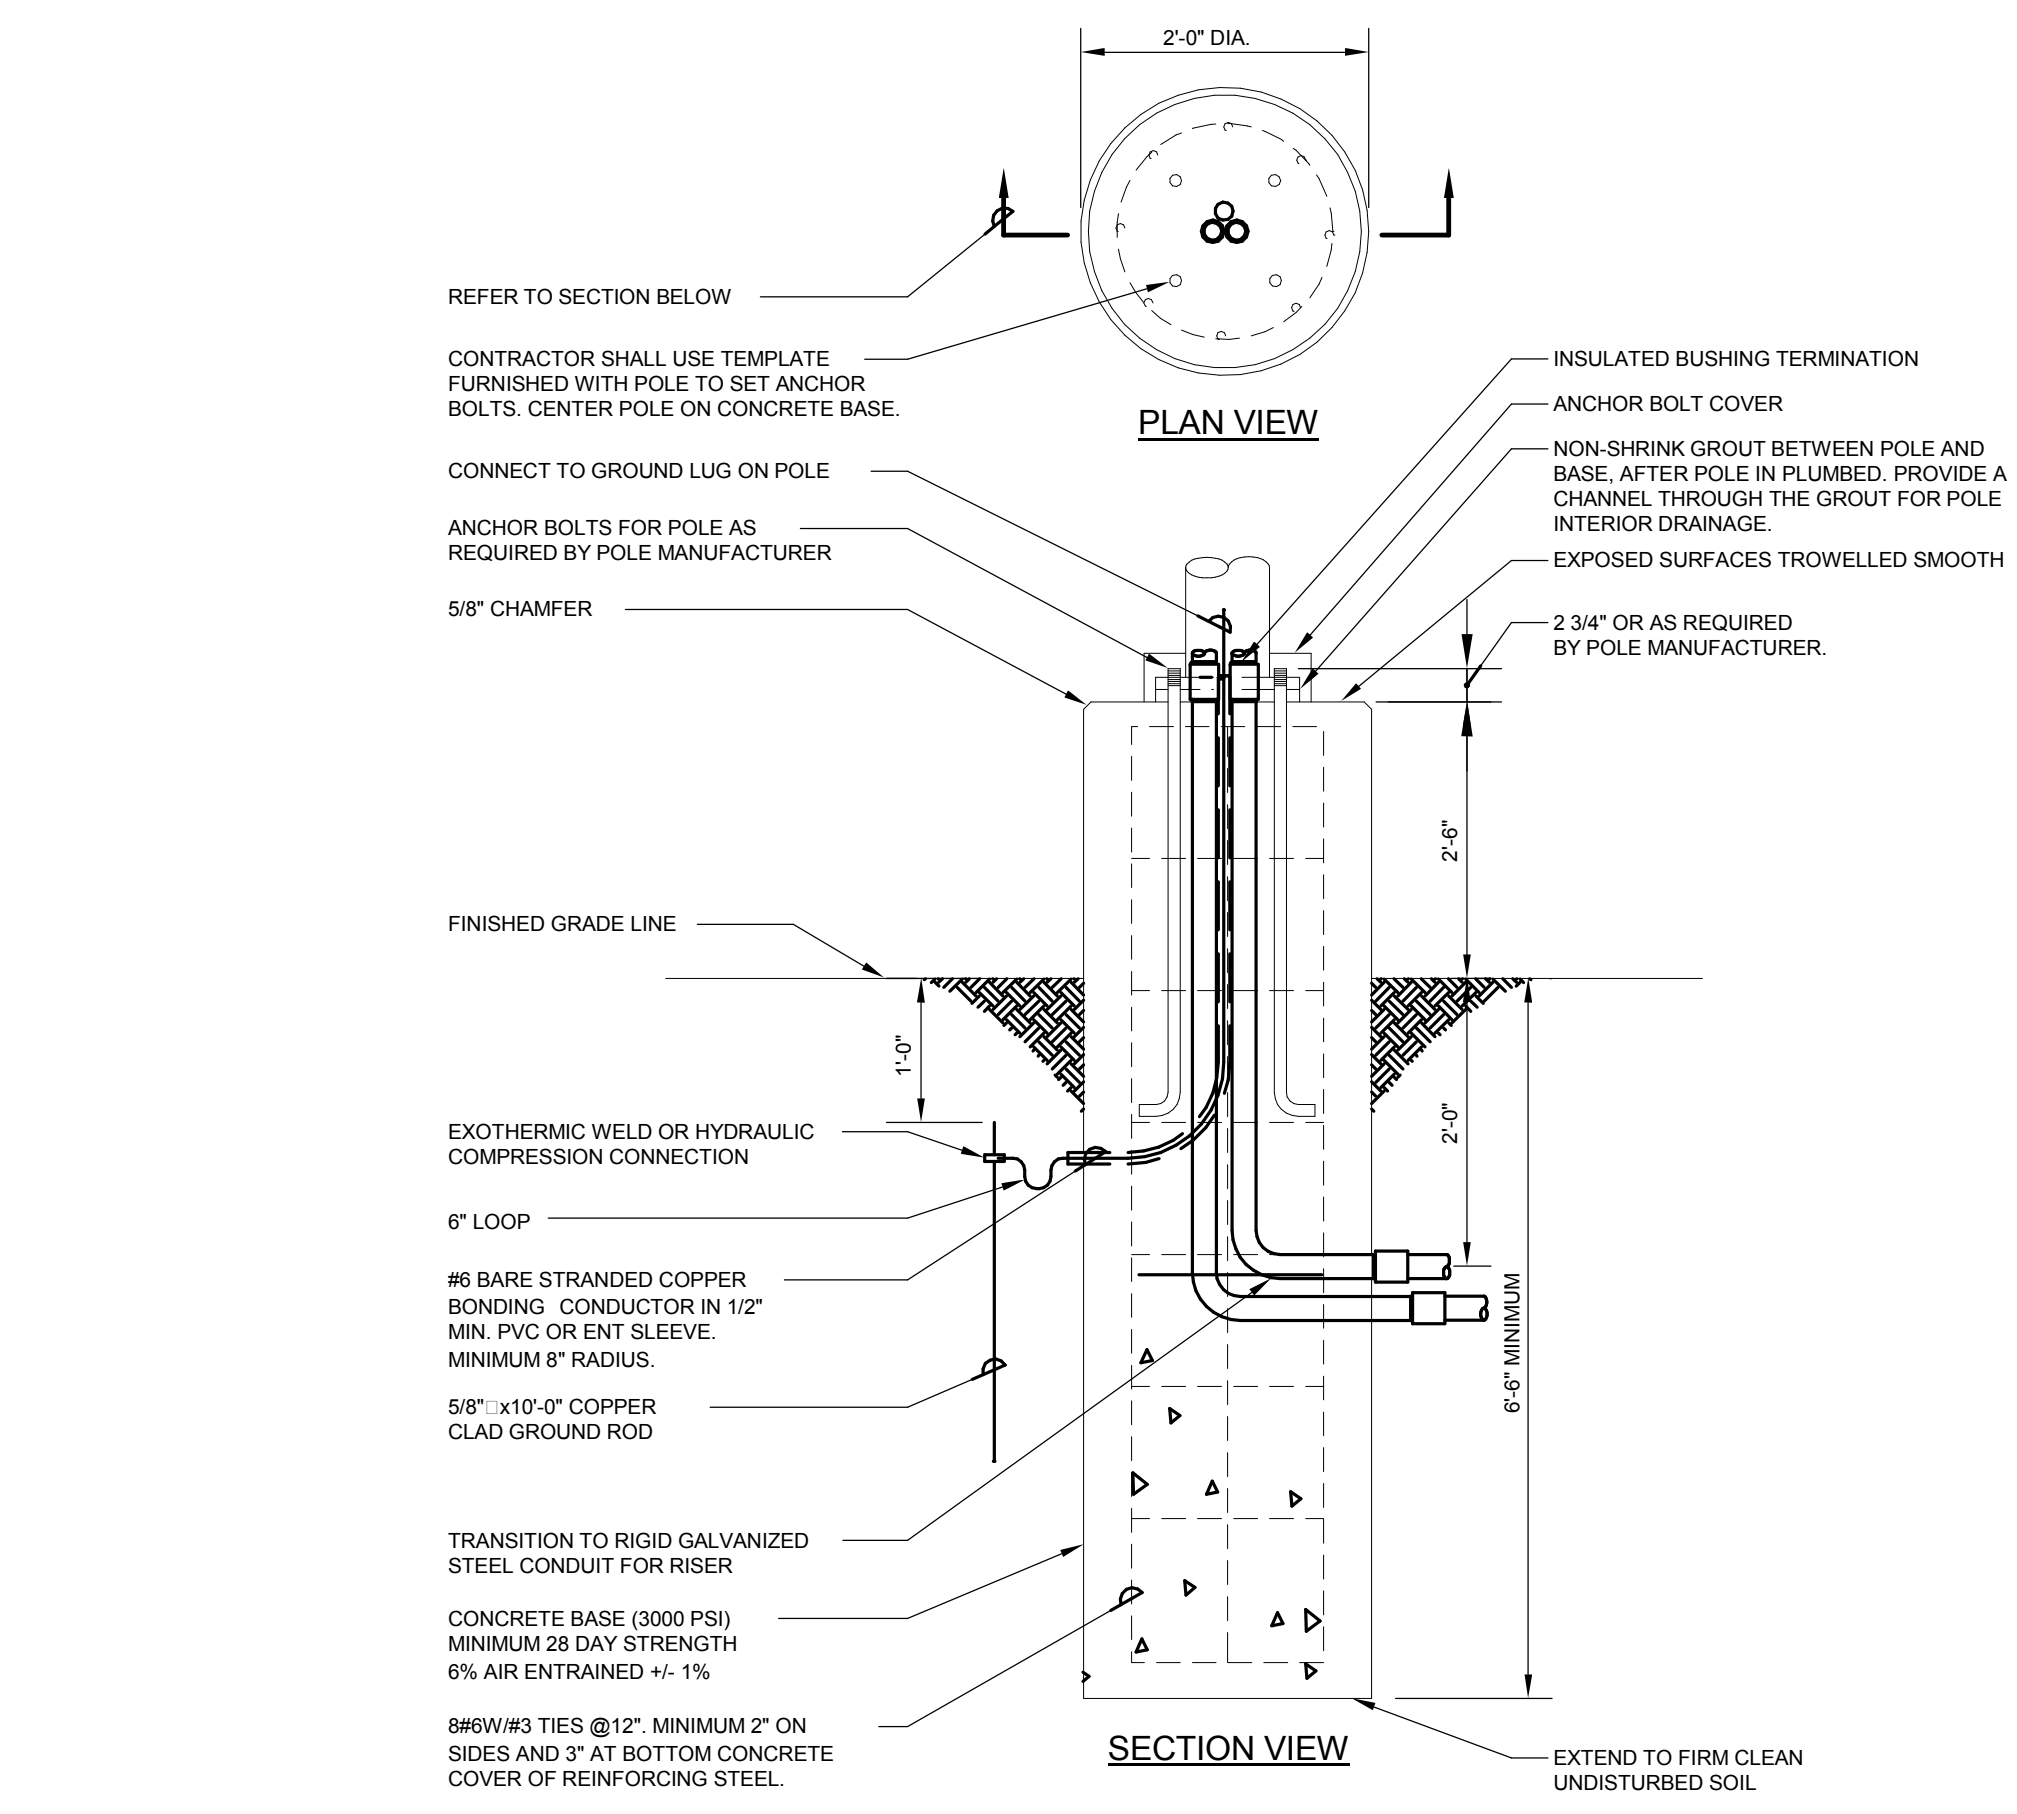 2'-0" DIA.
REFER TO SECTION BELOW
CONTRACTOR SHALL USE TEMPLATE
FURNISHED WITH POLE TO SET ANCHOR
BOLTS. CENTER POLE ON CONCRETE BASE.
PLAN VIEW
CONNECT TO GROUND LUG ON POLE
ANCHOR BOLTS FOR POLE AS
REQUIRED BY POLE MANUFACTURER
5/8" CHAMFER
INSULATED BUSHING TERMINATION
ANCHOR BOLT COVER
NON-SHRINK GROUT BETWEEN POLE AND
BASE, AFTER POLE IN PLUMBED. PROVIDE A
CHANNEL THROUGH THE GROUT FOR POLE
INTERIOR DRAINAGE.
EXPOSED SURFACES TROWELLED SMOOTH
2 3/4" OR AS REQUIRED
BY POLE MANUFACTURER.
2'-6"
FINISHED GRADE LINE
1'-0"
2'-0"
6'-6" MINIMUM
EXOTHERMIC WELD OR HYDRAULIC
COMPRESSION CONNECTION
6" LOOP
#6 BARE STRANDED COPPER
BONDING CONDUCTOR IN 1/2"
MIN. PVC OR ENT SLEEVE.
MINIMUM 8" RADIUS.
5/8"□x10'-0" COPPER
CLAD GROUND ROD
TRANSITION TO RIGID GALVANIZED
STEEL CONDUIT FOR RISER
CONCRETE BASE (3000 PSI)
MINIMUM 28 DAY STRENGTH
6% AIR ENTRAINED +/- 1%
8#6W/#3 TIES @12". MINIMUM 2" ON
SIDES AND 3" AT BOTTOM CONCRETE
COVER OF REINFORCING STEEL.
SECTION VIEW
EXTEND TO FIRM CLEAN
UNDISTURBED SOIL